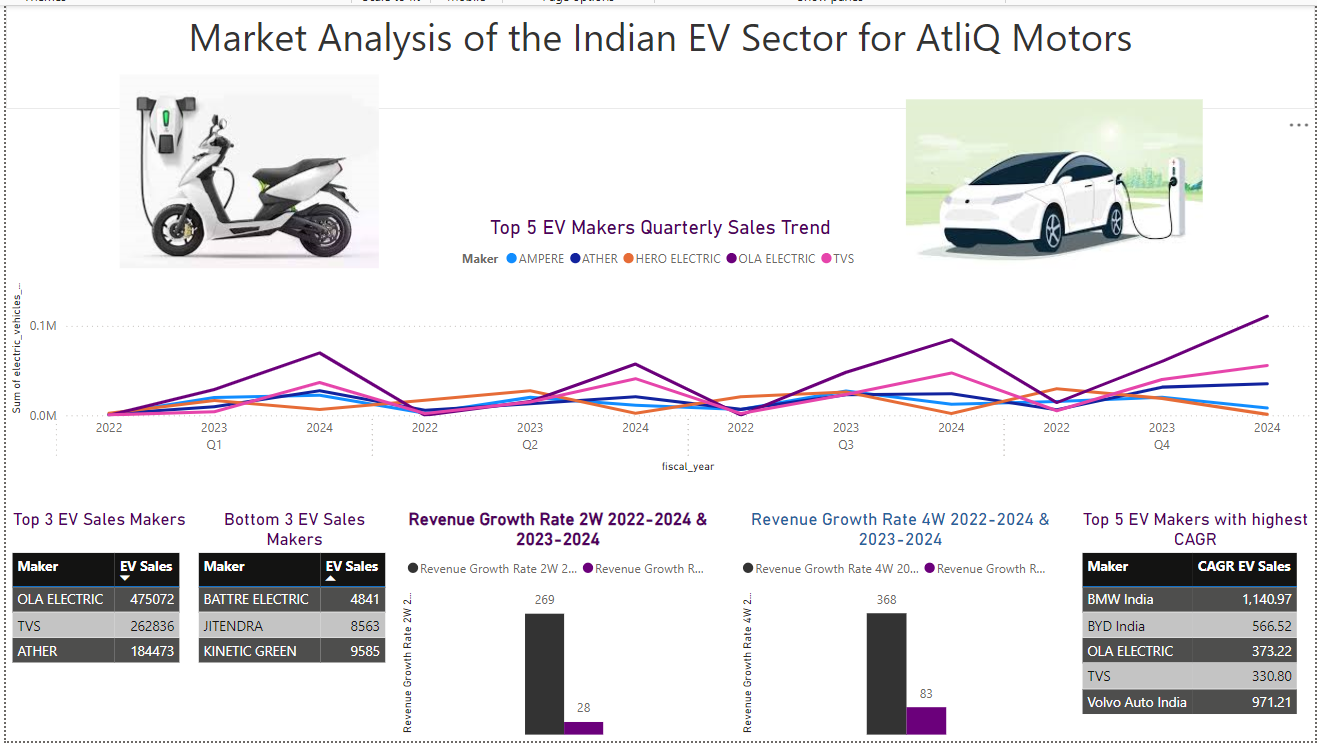 Market Analysis of the Indian EV Sector for AtliQ Motors
Top 5 EV Makers Quarterly Sales Trend
Maker AMPERE ATHER HERO ELECTRIC OLA ELECTRIC TVS
Sum of electric_vehicles_...
0.1M
0.0M
2022 2023 2024 2022 2023 2024 2022 2023 2024 2022 2023 2024
Q1 Q2 Q3 Q4
fiscal_year
Top 3 EV Sales Makers
Maker EV Sales
OLA ELECTRIC 475072
TVS 262836
ATHER 184473
Bottom 3 EV Sales
Makers
Maker EV Sales
BATTRE ELECTRIC 4841
JITENDRA 8563
KINETIC GREEN 9585
Revenue Growth Rate 2W 2022-2024 &
2023-2024
Revenue Growth Rate 2W 2... Revenue Growth R...
Revenue Growth Rate 2W 2...
269
28
Revenue Growth Rate 4W 2022-2024 &
2023-2024
Revenue Growth Rate 4W 20... Revenue Growth R...
Revenue Growth Rate 4W 2...
368
83
Top 5 EV Makers with highest
CAGR
Maker CAGR EV Sales
BMW India 1,140.97
BYD India 566.52
OLA ELECTRIC 373.22
TVS 330.80
Volvo Auto India 971.21